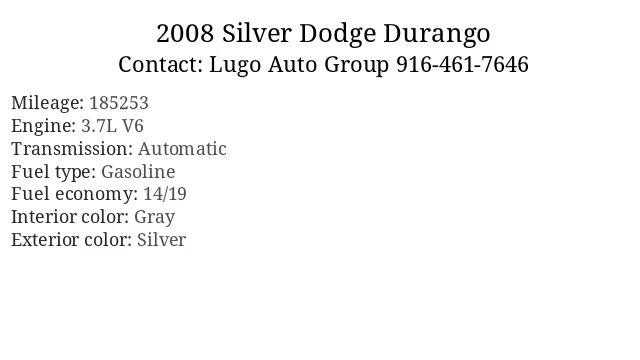 2008 Silver Dodge Durango
Contact: Lugo Auto Group 916-461-7646
Mileage: 185253
Engine: 3.7L V6
Transmission: Automatic
Fuel type: Gasoline
Fuel economy: 14/19
Interior color: Gray
Exterior color: Silver